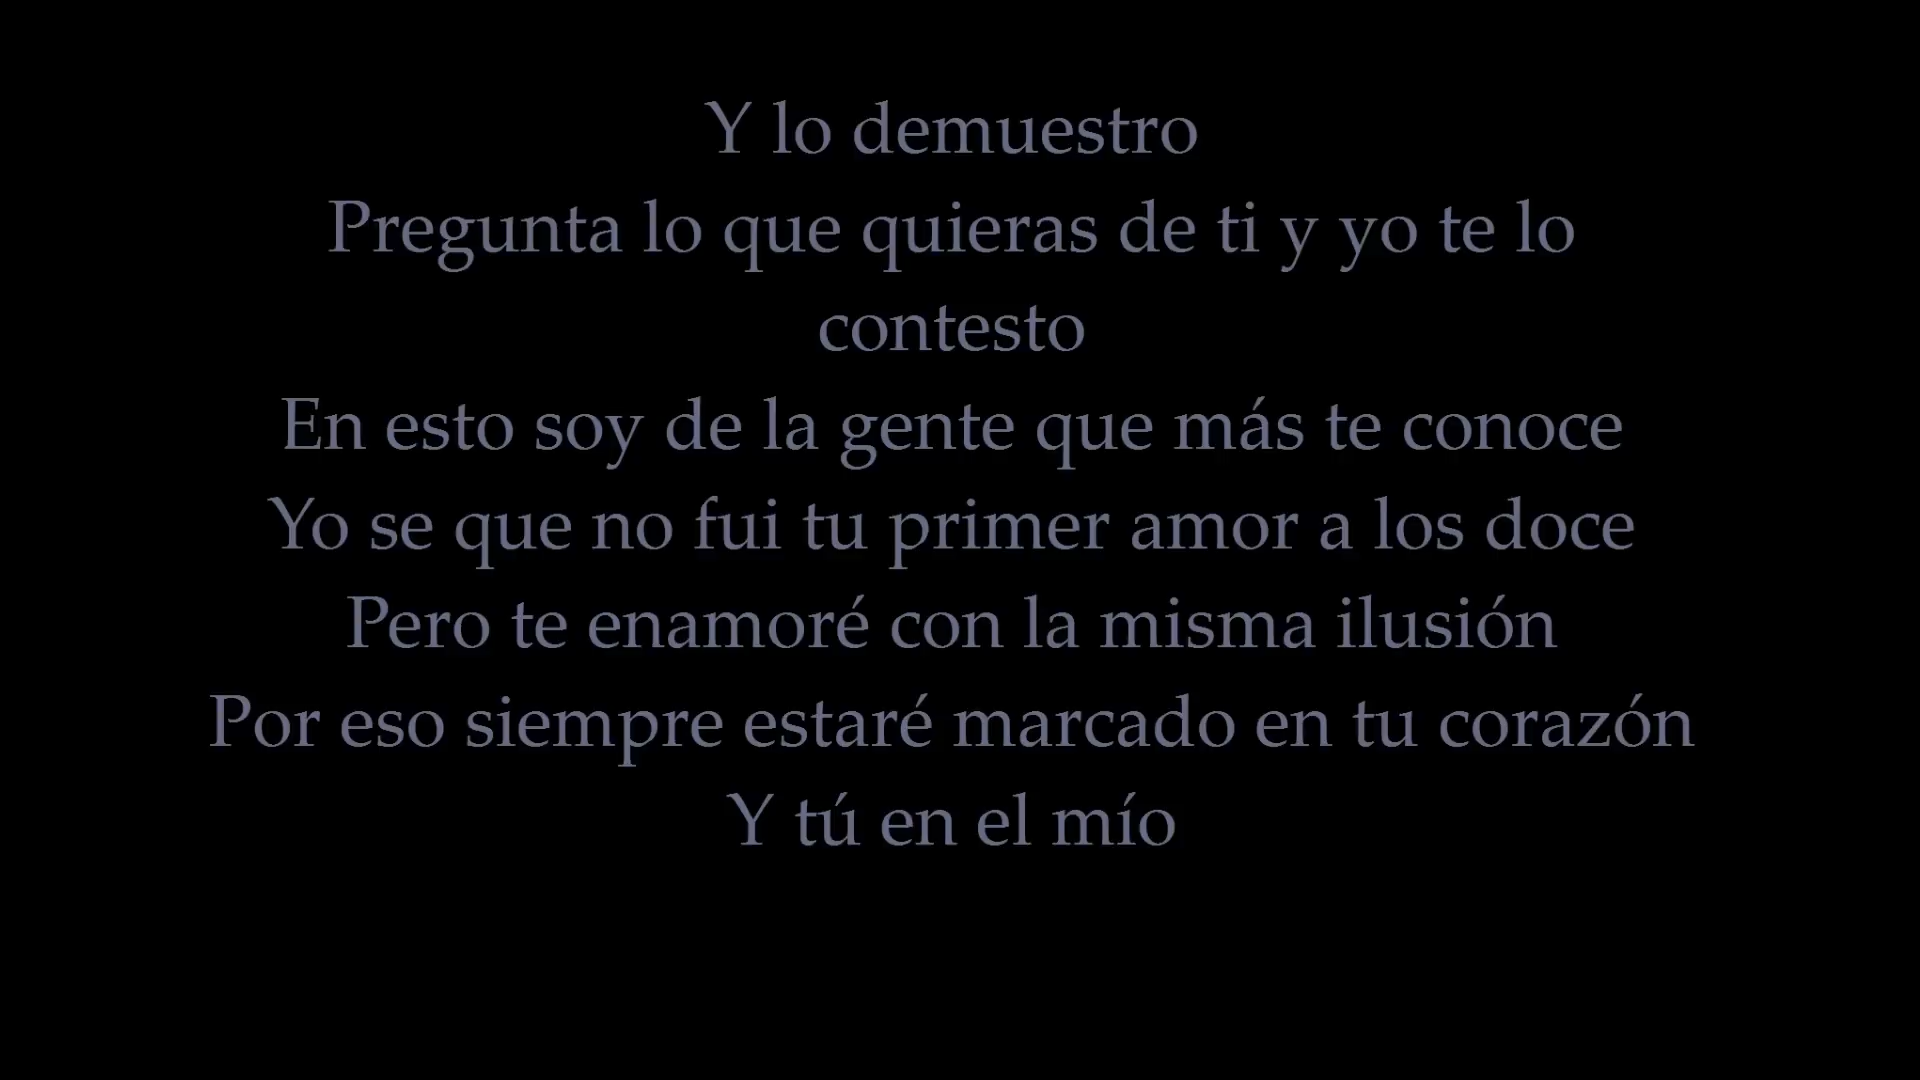 Y lo demuestro
Pregunta lo que quieras de ti y yo te lo
contesto
En esto soy de la gente que más te conoce
Yo se que no fui tu primer amor a los doce
Pero te enamoré con la misma ilusión
Por eso siempre estaré marcado en tu corazón
Y tú en el mío